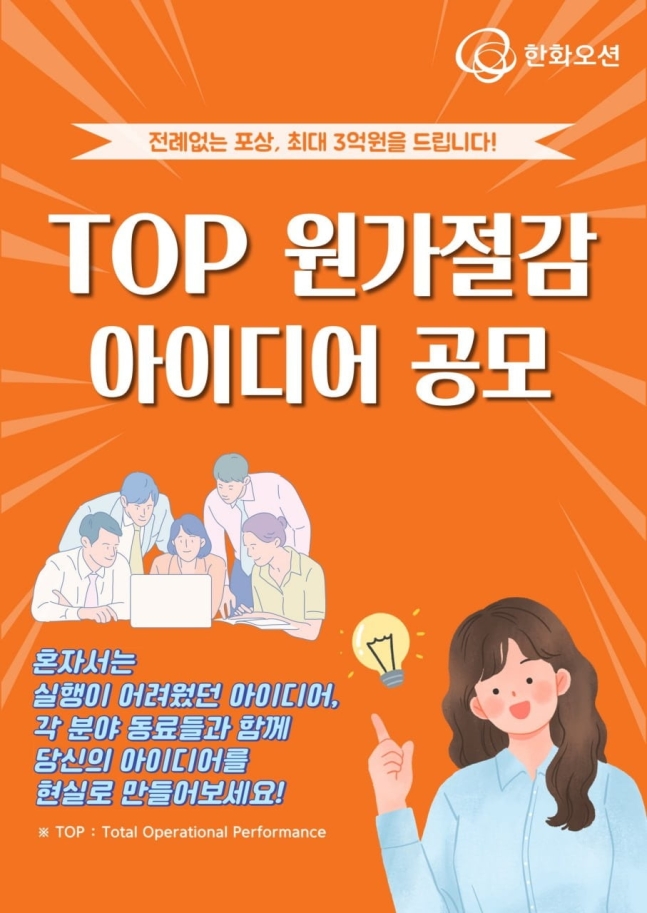 한화오션
전례없는 포상, 최대 3억원을 드립니다!
TOP 원가절감
아이디어 공모
혼자서는
실행이 어려웠던 아이디어,
각 분야 동료들과 함께
당신의 아이디어를
현실로 만들어보세요!
※ TOP : Total Operational Performance